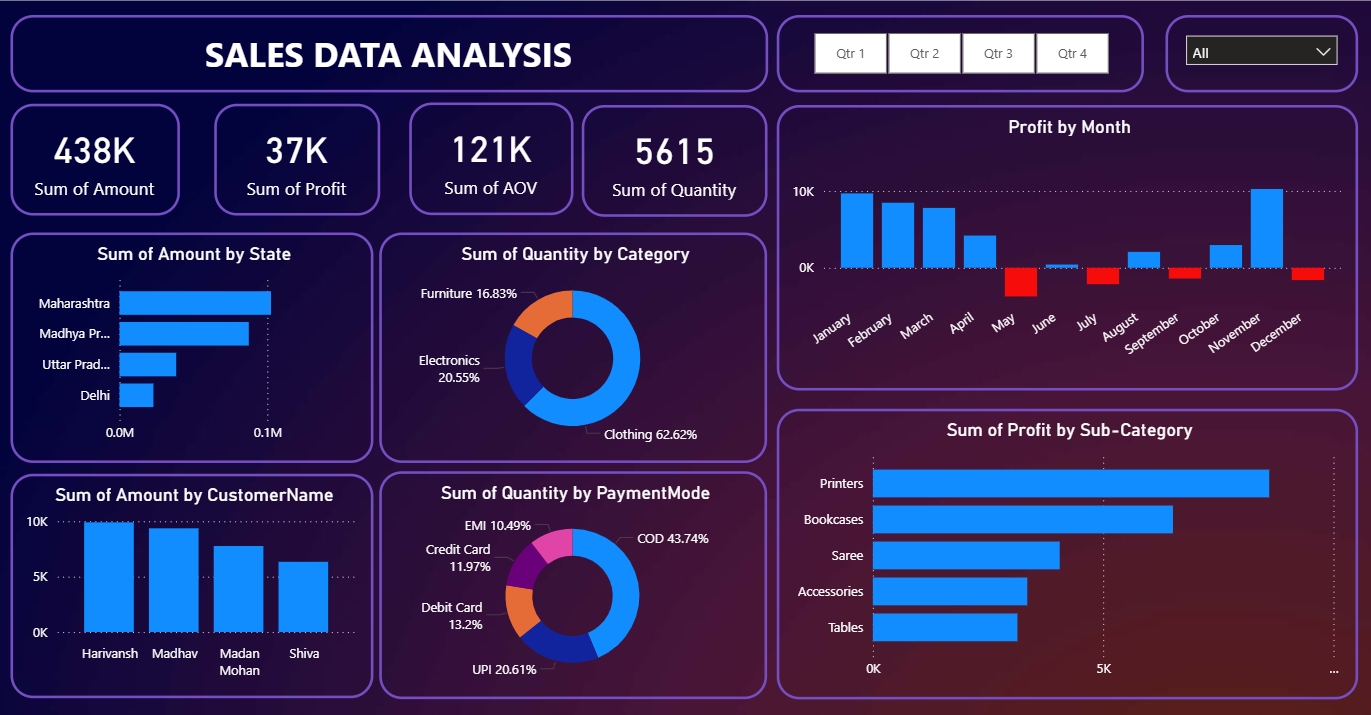 SALES DATA ANALYSIS
Qtr 1
Qtr 2
Qtr 3
Qtr 4
All
438K
Sum of Amount
37K
Sum of Profit
121K
Sum of AOV
5615
Sum of Quantity
Profit by Month
10K
0K
January
February
March
April
May
June
July
August
September
October
November
December
Sum of Amount by State
Maharashtra
Madhya Pr...
Uttar Prad...
Delhi
0.0M
0.1M
Sum of Quantity by Category
Furniture 16.83%
Electronics
20.55%
Clothing 62.62%
Sum of Profit by Sub-Category
Printers
Bookcases
Saree
Accessories
Tables
0K
5K
...
Sum of Amount by CustomerName
10K
5K
0K
Harivansh
Madhav
Madan
Mohan
Shiva
Sum of Quantity by PaymentMode
EMI 10.49%
COD 43.74%
Credit Card
11.97%
Debit Card
13.2%
UPI 20.61%